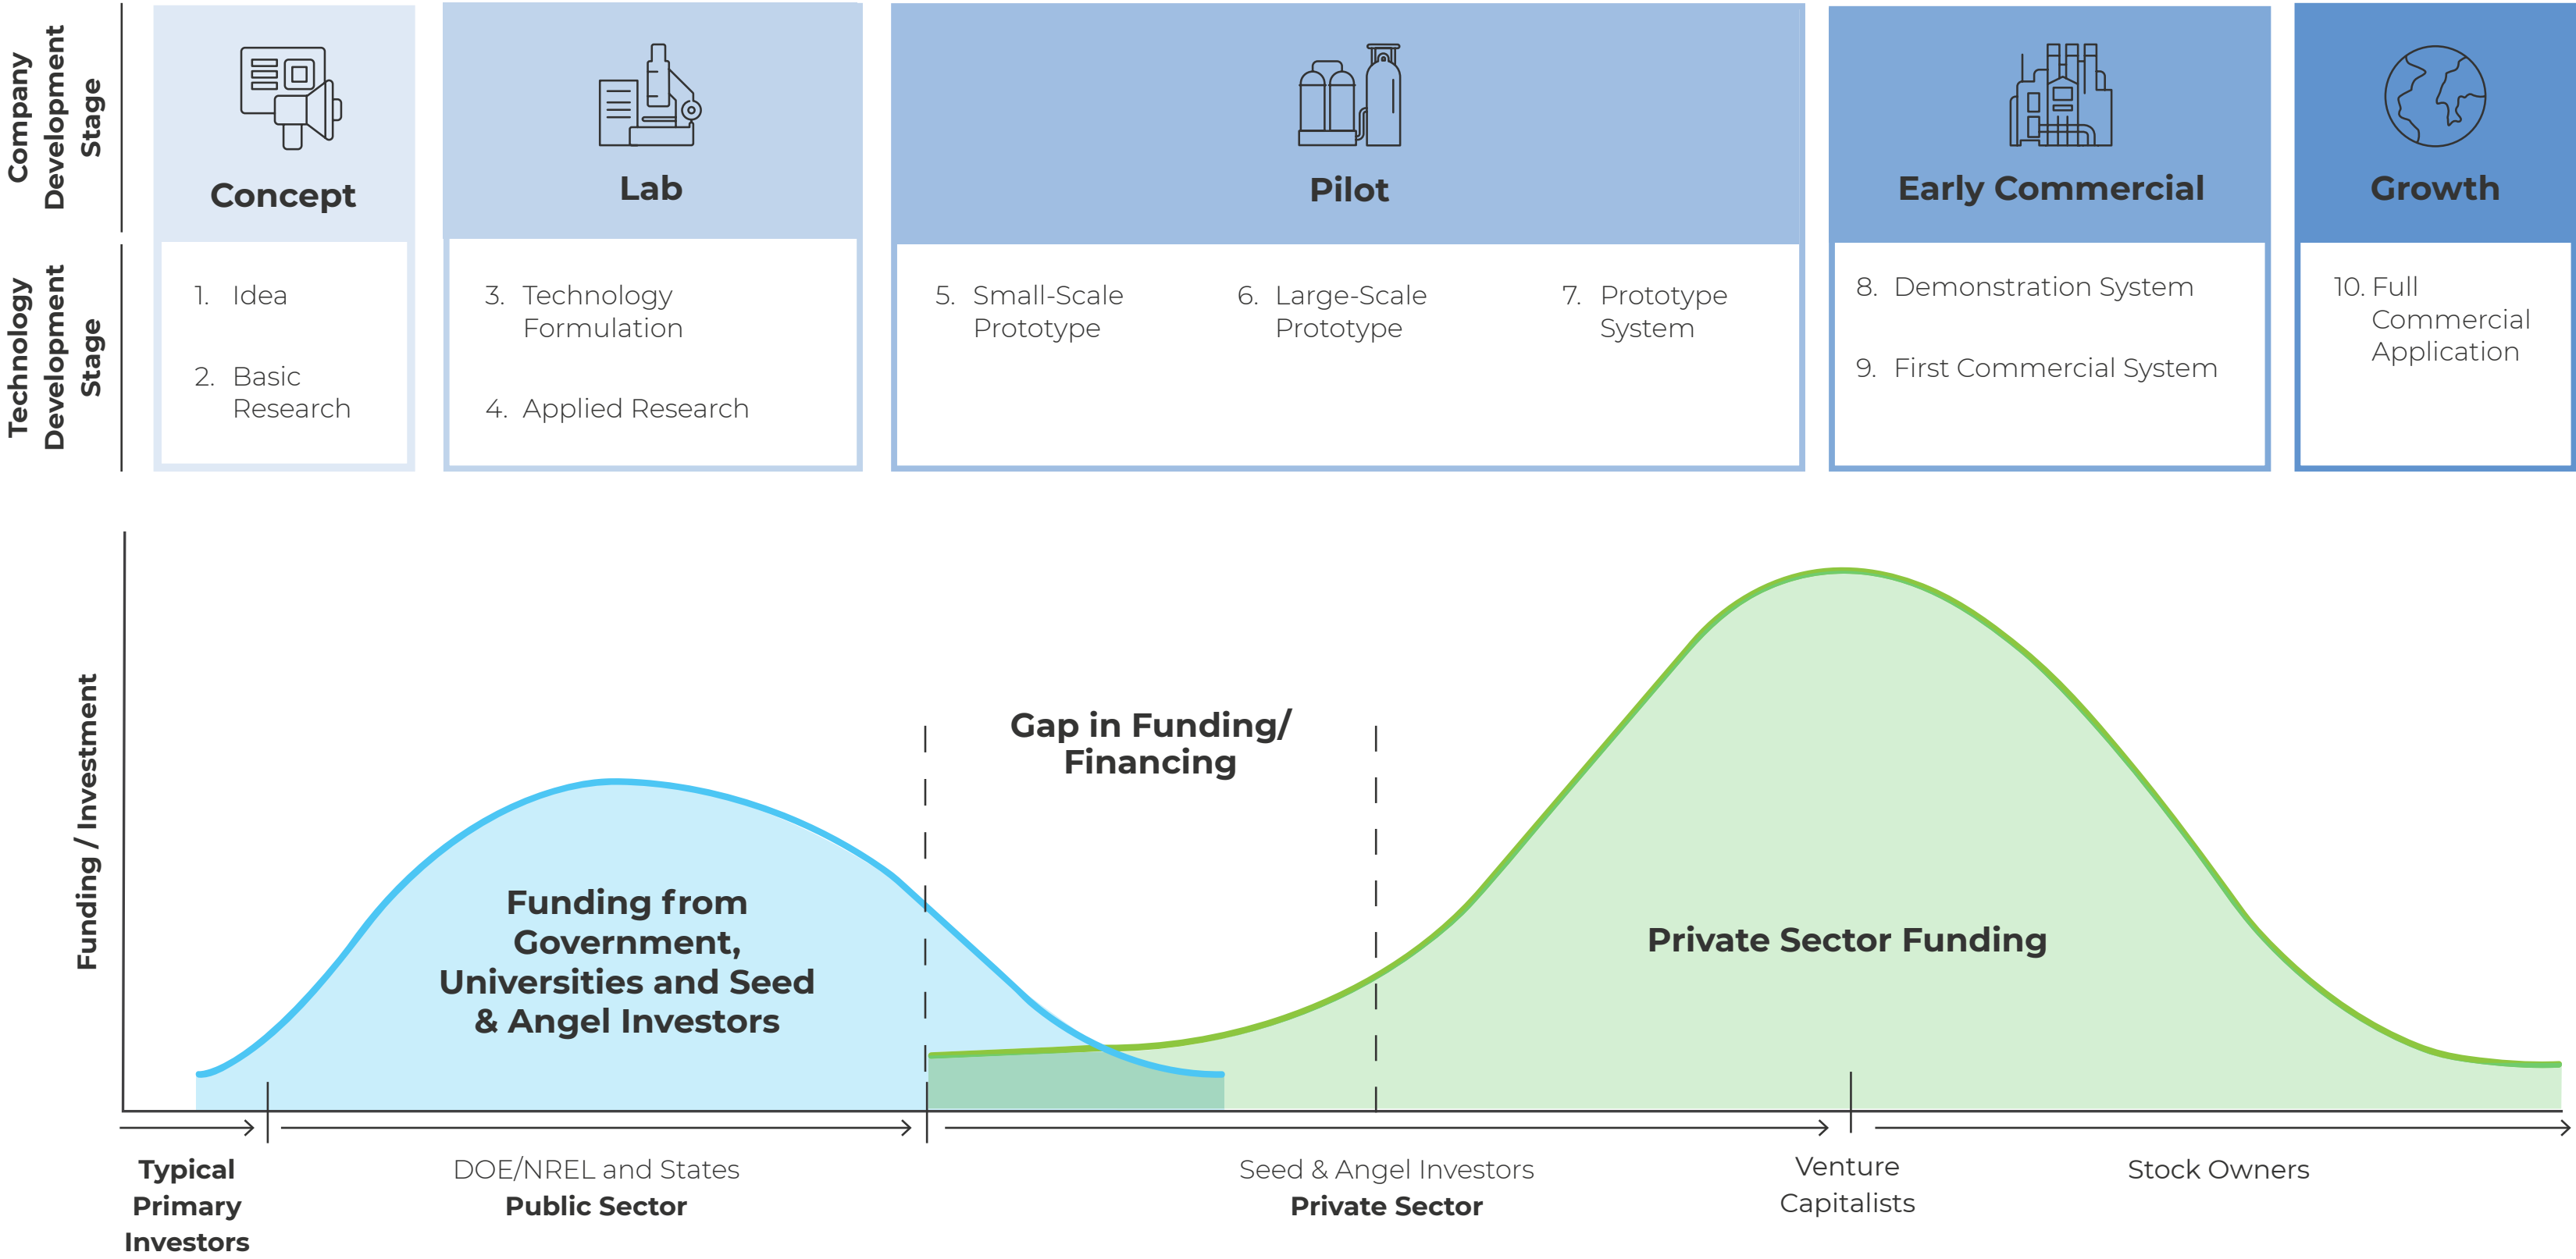 Company
Development
Stage
Concept
Lab
Pilot
Early Commercial
Growth
Technology
Development
Stage
1. Idea
2. Basic
Research
3. Technology
Formulation
4. Applied Research
5. Small-Scale
Prototype
6. Large-Scale
Prototype
7. Prototype
System
8. Demonstration System
9. First Commercial System
10. Full
Commercial
Application
Funding / Investment
Gap in Funding/
Financing
Funding from
Government,
Universities and Seed
& Angel Investors
Private Sector Funding
Typical
Primary
Investors
DOE/NREL and States
Public Sector
Seed & Angel Investors
Private Sector
Venture
Capitalists
Stock Owners